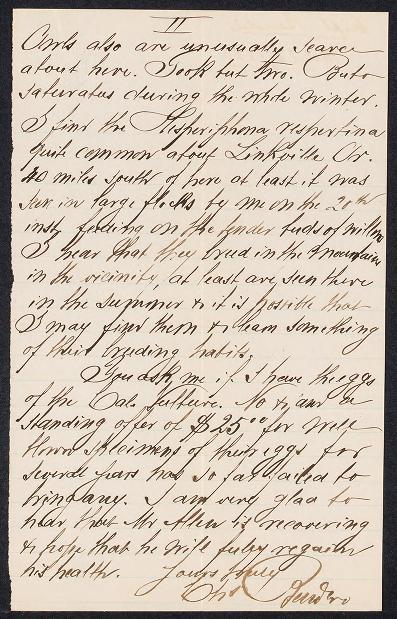 II
Owls also are unusually scarce
about here. Took but two. Buto
saturatus during the whole winter.
I find the Hesperiphona vespertina
quite common about Linkville Or.
40 miles south of here at least it was
seen in large flocks by me on the 20th
inst, feeding on the tender buds of willow
I hear that they breed in the mountains
in the vicinity, at least are seen there
in the summer & it is possible that
I may find them & learn something
of their breeding habits.
You ask me if I have the eggs
of the Cal. Vulture. No & a
standing offer of $25.00 for well
blown specimens of their eggs for
several years has so far failed to
bring any. I am very glad to
hear that Mr Allen is recovering
& hope that he will fully regain
his health. Yours truly
Chs Bendire